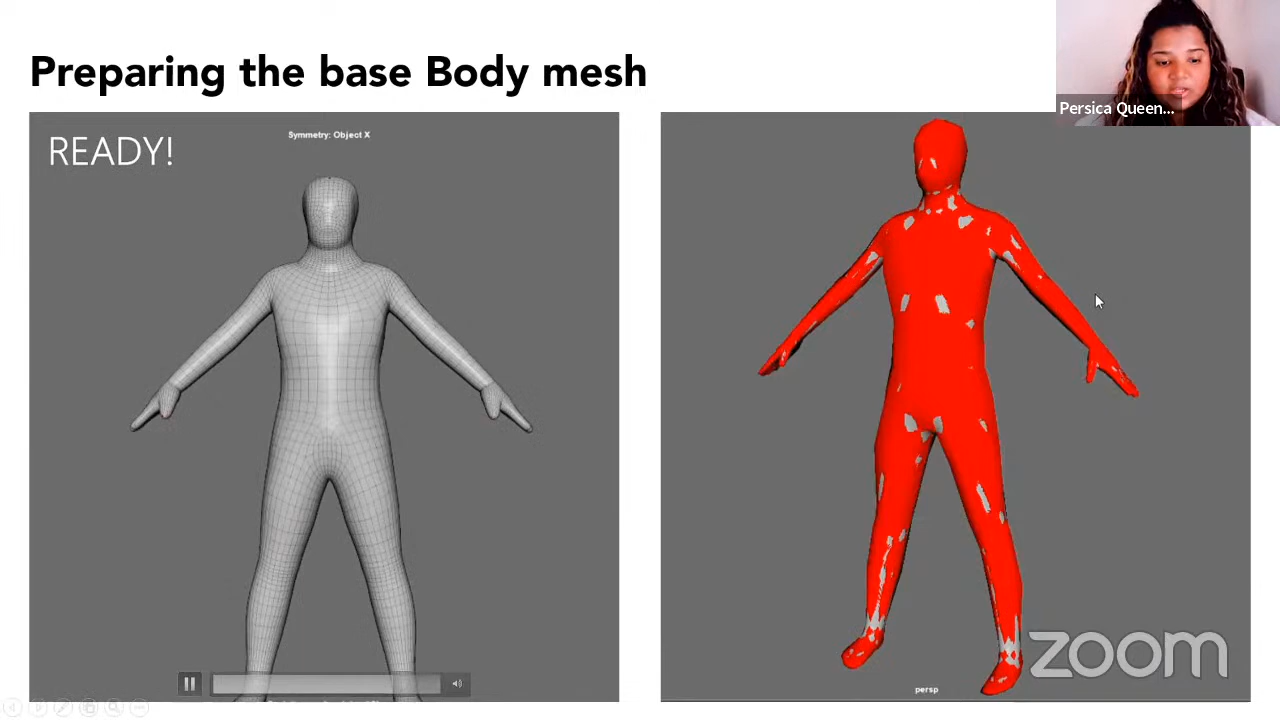 Preparing the base Body mesh
Persica Queen...
READY!
Symmetry: Object X
persp
zoom